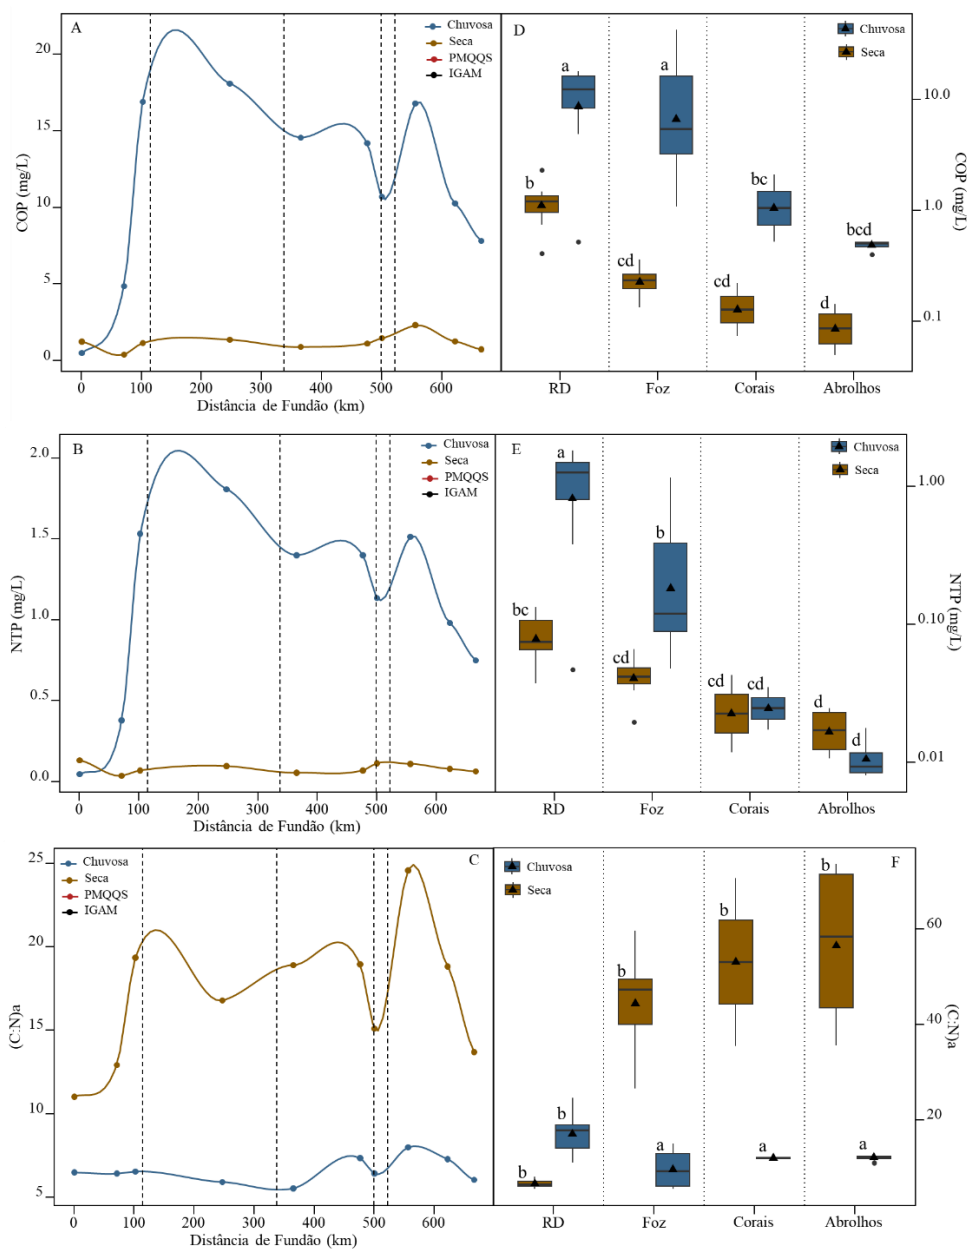 A
Chuvosa
Seca
PMQQS
IGAM
20
15
10
5
0
COP (mg/L)
0 100 200 300 400 500 600
Distância de Fundão (km)
D
Chuvosa
Seca
a
a
b
bc
bcd
cd
cd
d
10.0
1.0
0.1
COP (mg/L)
RD Foz Corais Abrolhos
B
Chuvosa
Seca
PMQQS
IGAM
2.0
1.5
1.0
0.5
0.0
NTP (mg/L)
0 100 200 300 400 500 600
Distância de Fundão (km)
E
Chuvosa
Seca
a
b
bc
cd
cd
cd
d
d
1.00
0.10
0.01
NTP (mg/L)
RD Foz Corais Abrolhos
C
Chuvosa
Seca
PMQQS
IGAM
25
20
15
10
5
(C:N)a
0 100 200 300 400 500 600
Distância de Fundão (km)
F
Chuvosa
Seca
b
b
b
b
b
a
a
a
60
40
20
(C:N)a
RD Foz Corais Abrolhos